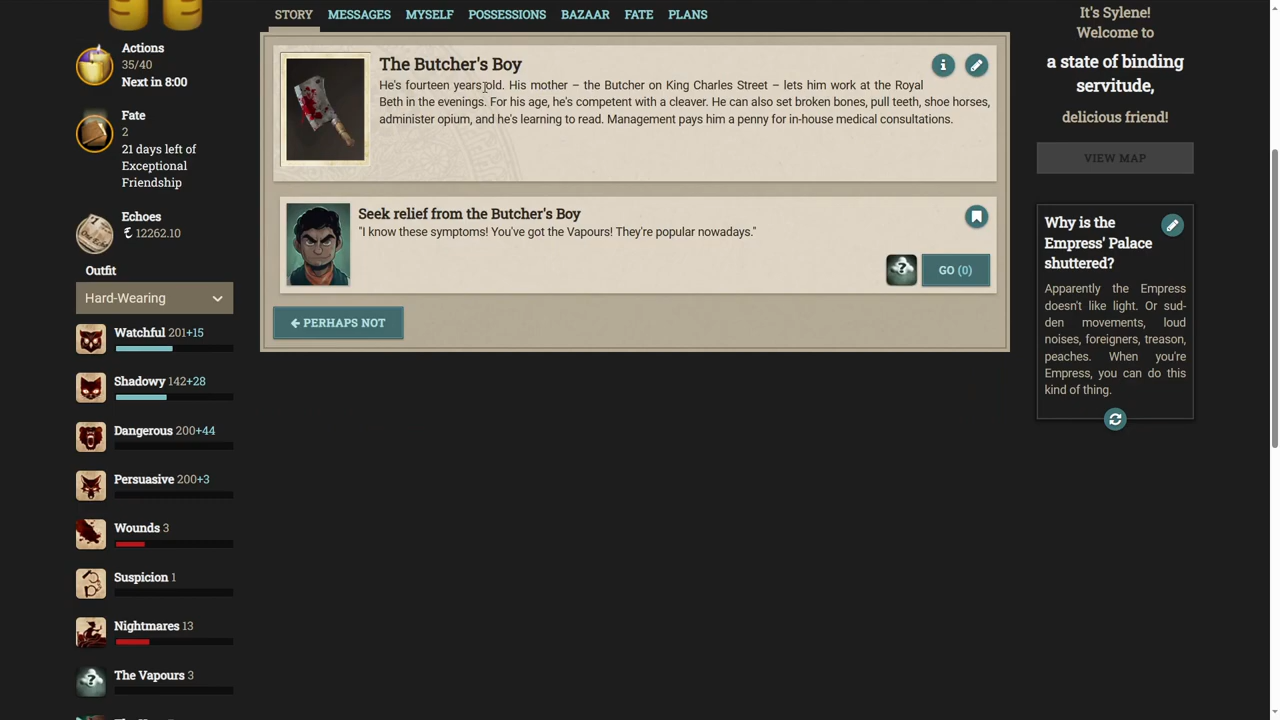 STORY
MESSAGES
MYSELF
POSSESSIONS
BAZAAR
FATE
PLANS
Actions
35/40
Next in 8:00
Fate
2
21 days left of
Exceptional
Friendship
Echoes
12262.10
Outfit
Hard-Wearing
Watchful 201+15
Shadowy 142+28
Dangerous 200+44
Persuasive 200+3
Wounds 3
Suspicion 1
Nightmares 13
The Vapours 3
The Butcher's Boy
He's fourteen years old. His mother – the Butcher on King Charles Street – lets him work at the Royal
Beth in the evenings. For his age, he's competent with a cleaver. He can also set broken bones, pull teeth, shoe horses,
administer opium, and he's learning to read. Management pays him a penny for in-house medical consultations.
Seek relief from the Butcher's Boy
"I know these symptoms! You've got the Vapours! They're popular nowadays."
GO (0)
PERHAPS NOT
It's Sylene!
Welcome to
a state of binding
servitude,
delicious friend!
VIEW MAP
Why is the
Empress' Palace
shuttered?
Apparently the Empress
doesn't like light. Or sud-
den movements, loud
noises, foreigners, treason,
peaches. When you're
Empress, you can do this
kind of thing.